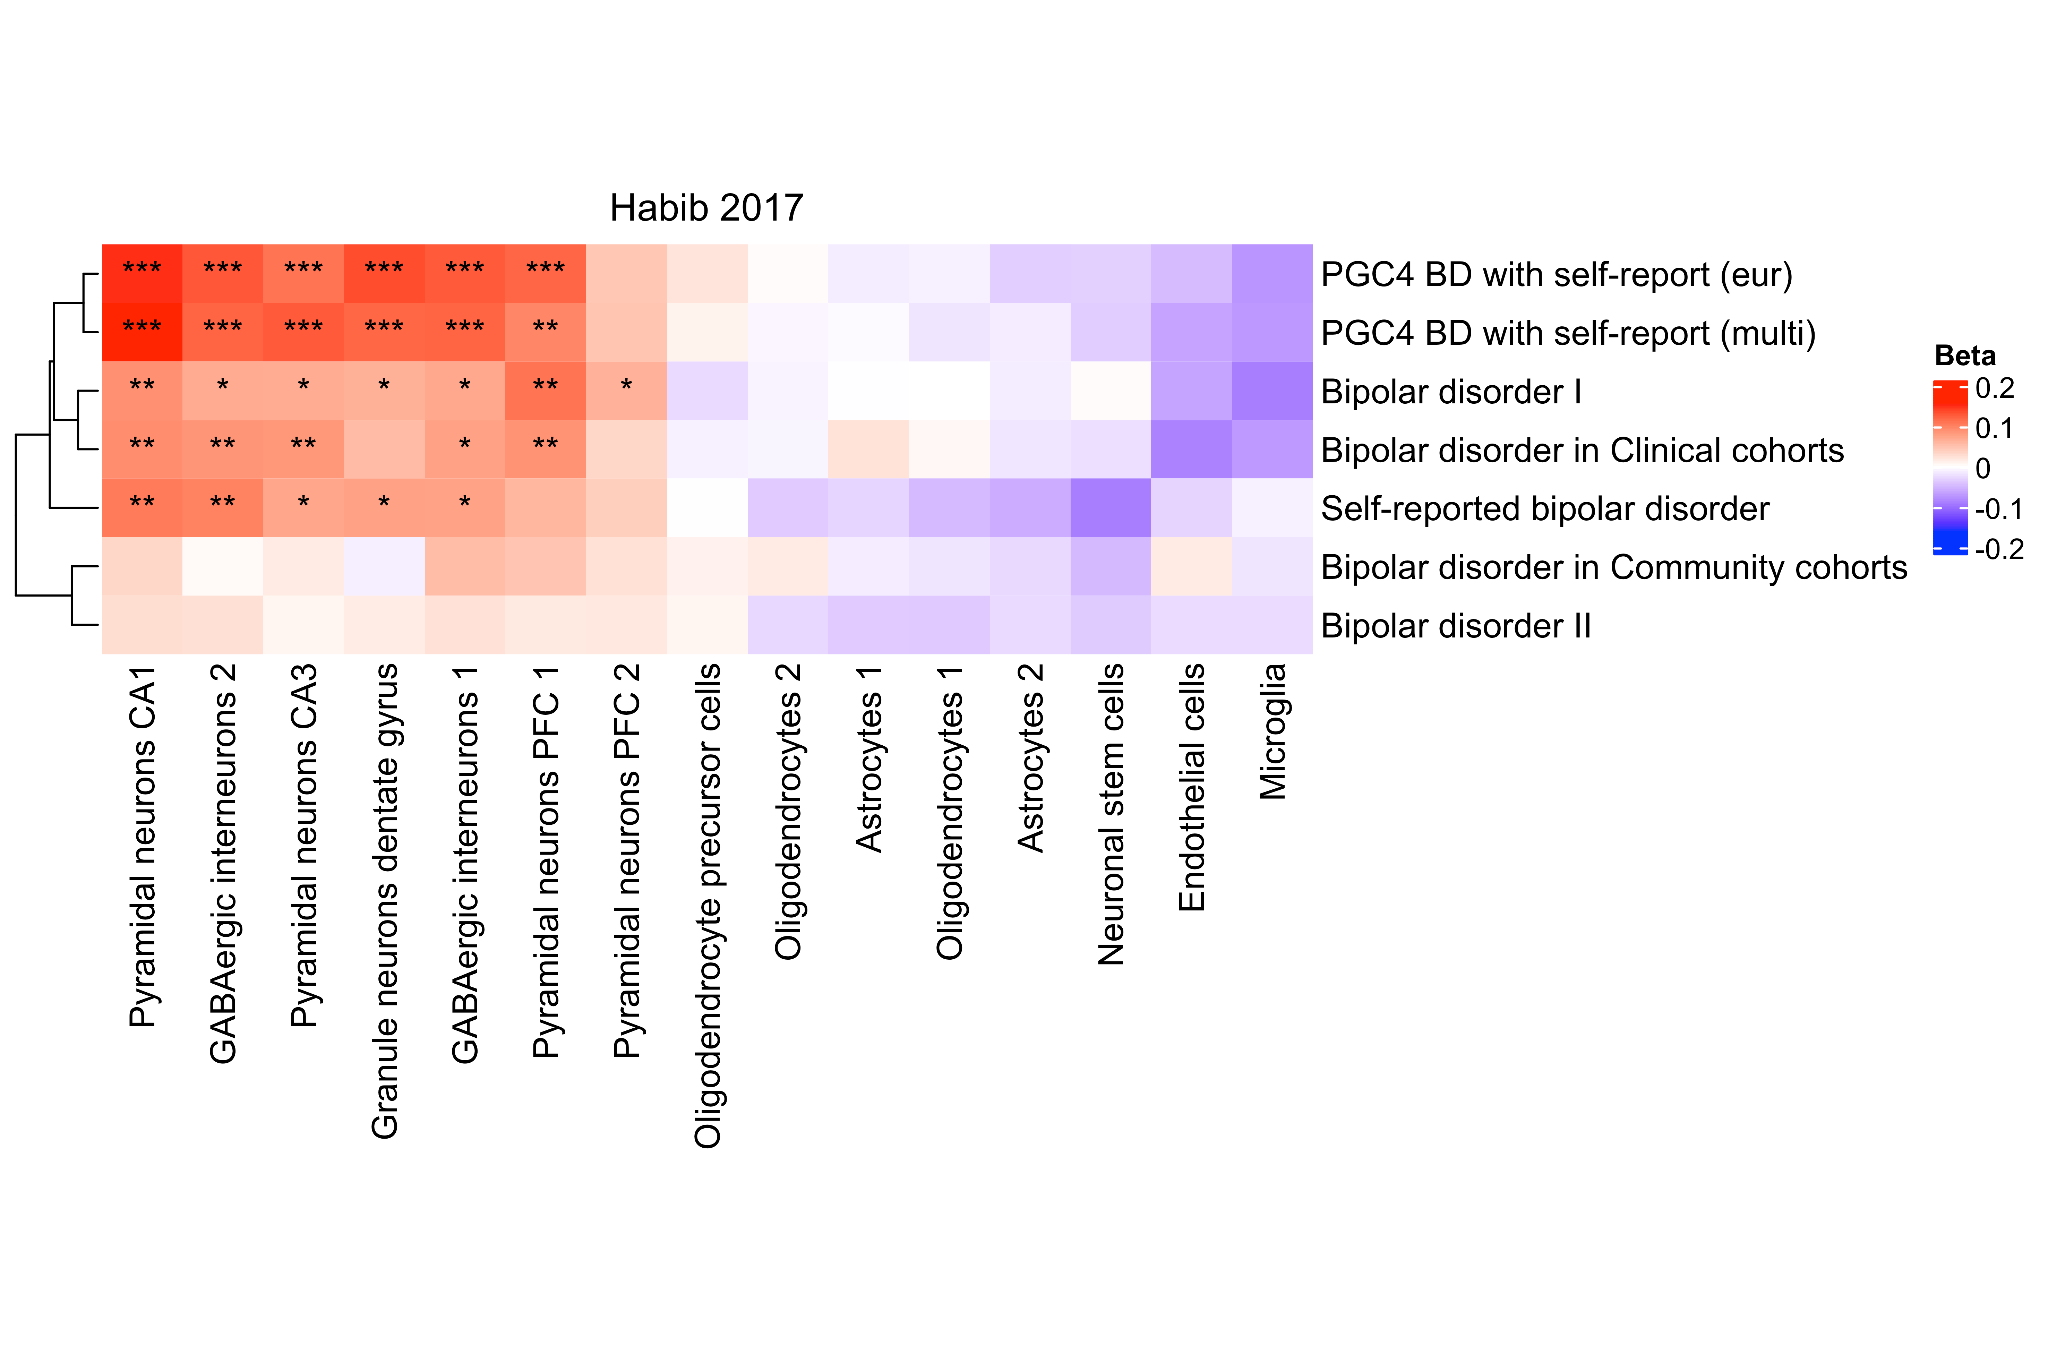 Habib 2017
*** *** *** *** *** *** PGC4 BD with self-report (eur)
*** *** *** *** *** ** PGC4 BD with self-report (multi)
** * * * * ** * Bipolar disorder I
** ** ** * ** Bipolar disorder in Clinical cohorts
** ** * * * Self-reported bipolar disorder
Bipolar disorder in Community cohorts
Bipolar disorder II
Beta
0.2
0.1
0
-0.1
-0.2
Pyramidal neurons CA1
GABAergic interneurons 2
Pyramidal neurons CA3
Granule neurons dentate gyrus
GABAergic interneurons 1
Pyramidal neurons PFC 1
Pyramidal neurons PFC 2
Oligodendrocyte precursor cells
Oligodendrocytes 2
Astrocytes 1
Oligodendrocytes 1
Astrocytes 2
Neuronal stem cells
Endothelial cells
Microglia